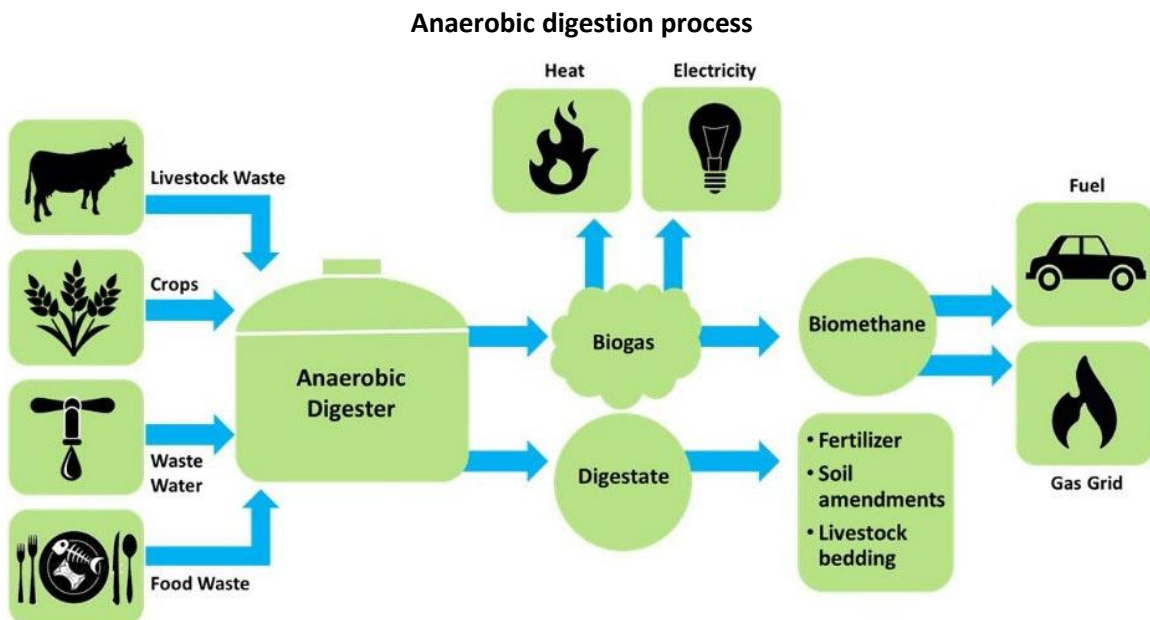 Anaerobic digestion process
Heat
Electricity
Livestock Waste
Fuel
Crops
Biogas
Biomethane
Anaerobic
Digester
Waste
Water
Digestate
• Fertilizer
• Soil
amendments
• Livestock
bedding
Gas Grid
Food Waste